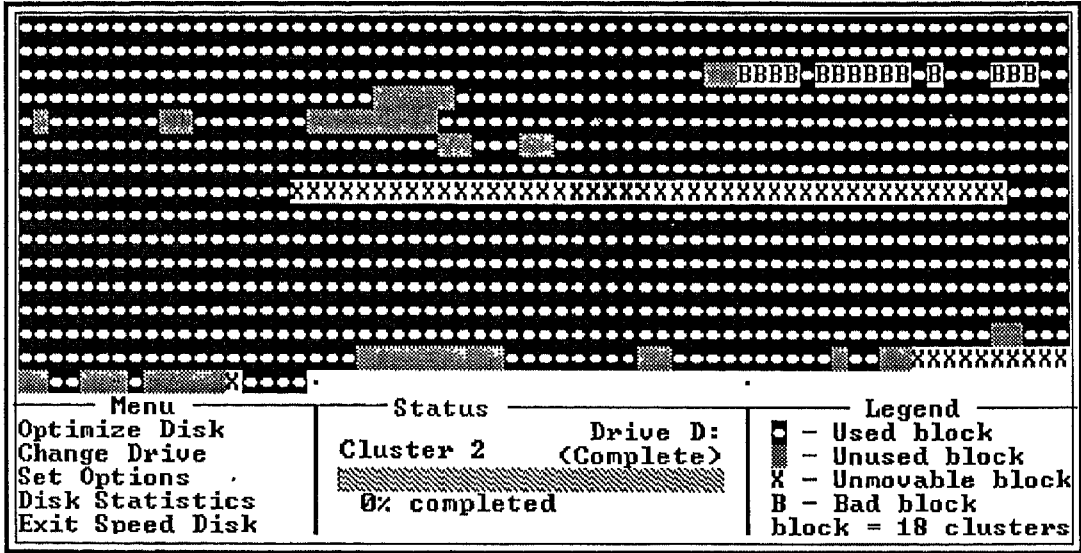 BBBB BBBBBB B BBB
XXXXXXXXXXXXXXXXXXXXXXXXXXXXXXXXXXXXXXXXXXXX
XXXXXXXXXX
X
Menu
Optimize Disk
Change Drive
Set Options
Disk Statistics
Exit Speed Disk
Status
Drive D:
Cluster 2 (Complete)
0% completed
Legend
- Used block
- Unused block
X - Unmovable block
B - Bad block
block = 18 clusters